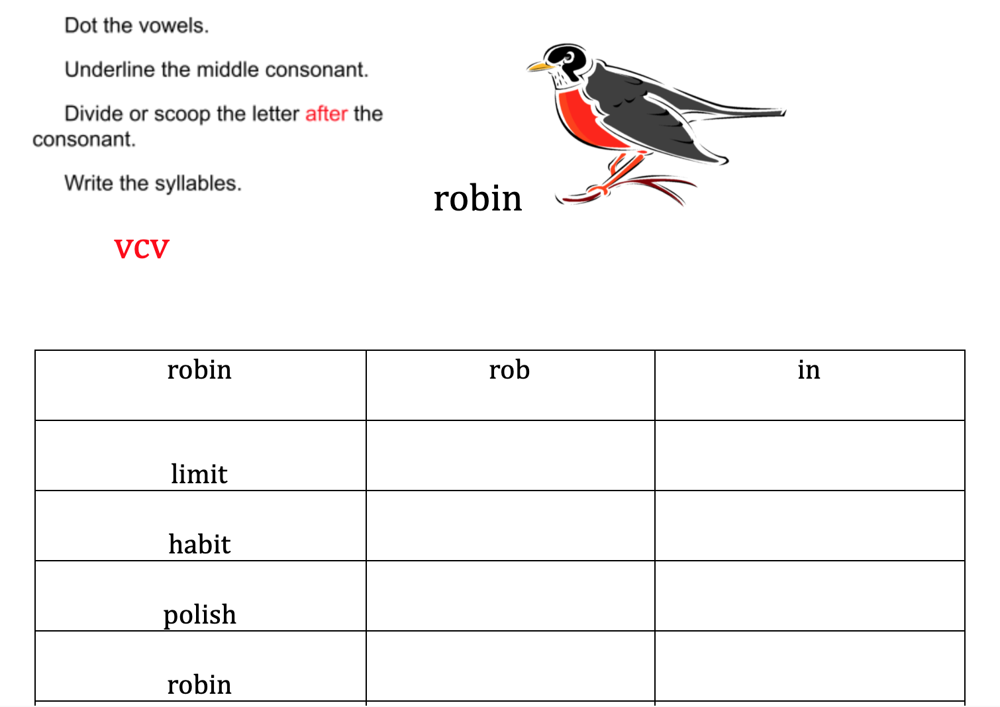 Dot the vowels.
Underline the middle consonant.
Divide or scoop the letter after the
consonant.
Write the syllables.
robin
vcv
robin rob in
limit
habit
polish
robin